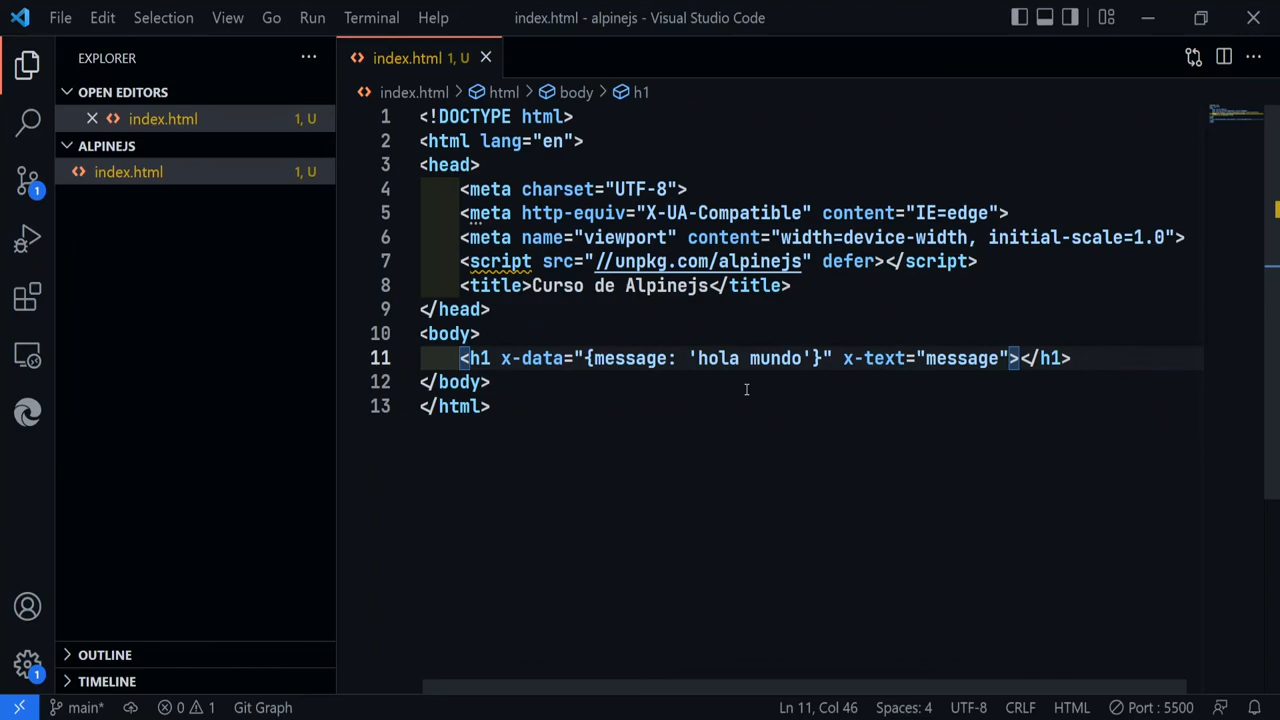 File Edit Selection View Go Run Terminal Help index.html - alpinejs - Visual Studio Code
EXPLORER
OPEN EDITORS
index.html 1, U
ALPINEJS
index.html 1, U
OUTLINE
TIMELINE
1
1
index.html 1, U
index.html > html > body > h1
1 <!DOCTYPE html>
2 <html lang="en">
3 <head>
4 <meta charset="UTF-8">
5 <meta http-equiv="X-UA-Compatible" content="IE=edge">
6 <meta name="viewport" content="width=device-width, initial-scale=1.0">
7 <script src="//unpkg.com/alpinejs" defer></script>
8 <title>Curso de Alpinejs</title>
9 </head>
10 <body>
11 <h1 x-data="{message: 'hola mundo'}" x-text="message"></h1>
12 </body>
13 </html>
main* 0 1 Git Graph Ln 11, Col 46 Spaces: 4 UTF-8 CRLF HTML Port : 5500